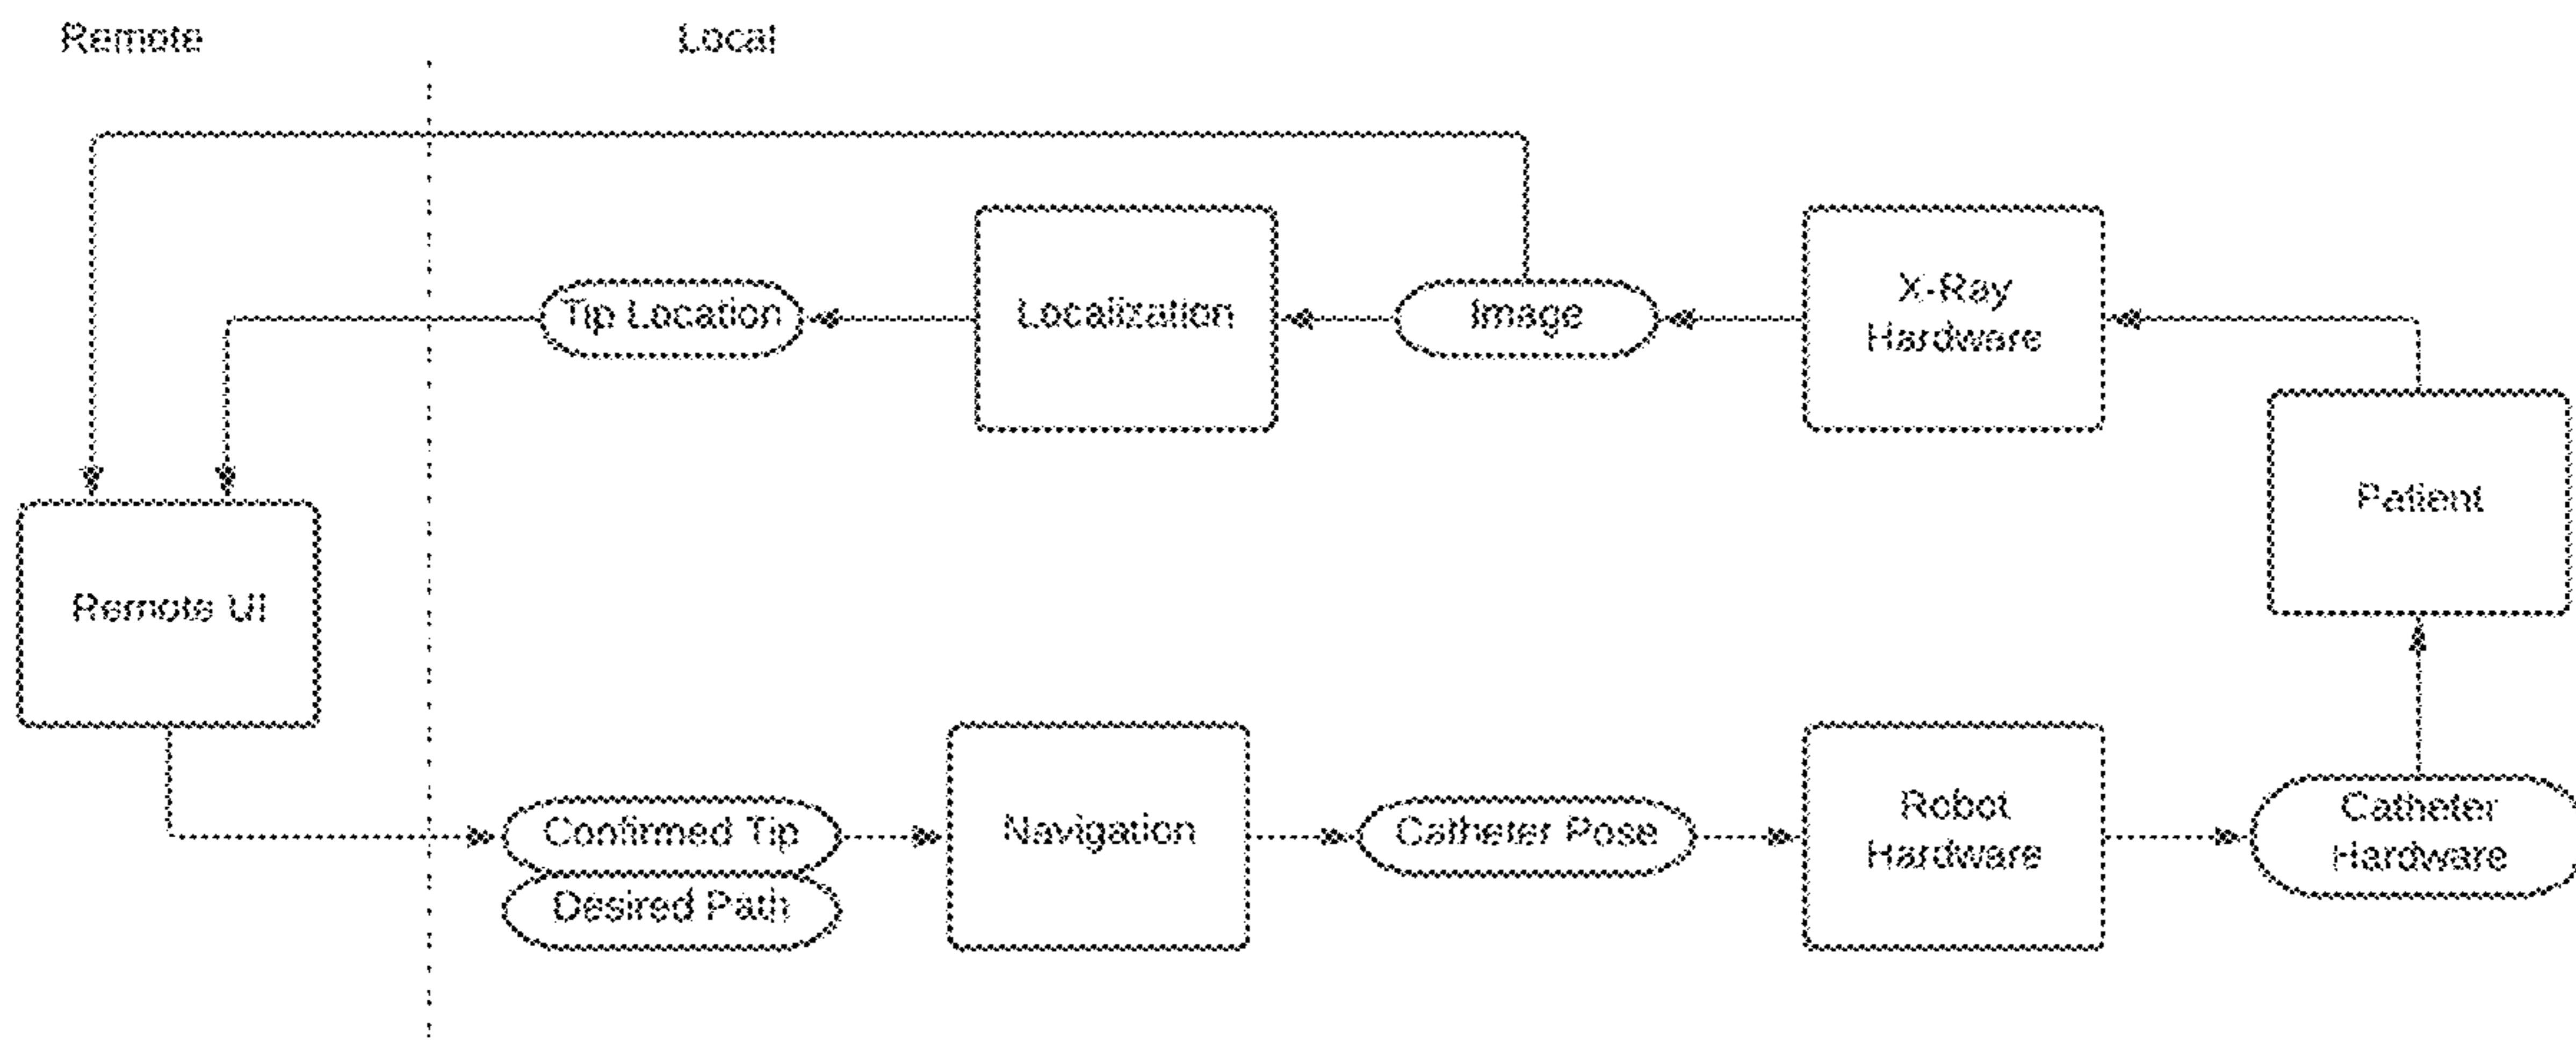 Remote
Local
Tip Location
Localization
Image
X-Ray
Hardware
Patient
Remote UI
Confirmed Tip
Desired Path
Navigation
Catheter Pose
Robot
Hardware
Catheter
Hardware